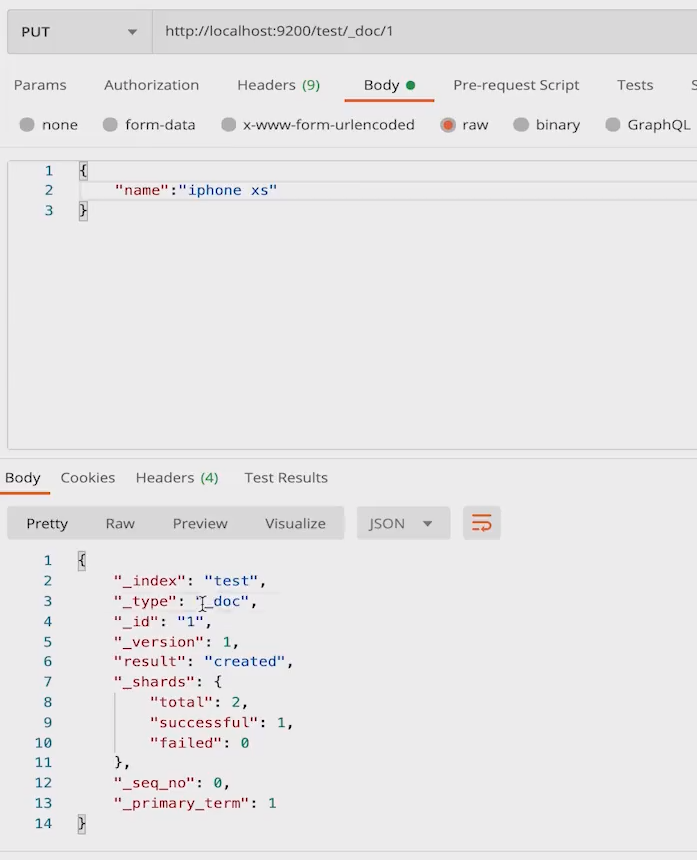 PUT http://localhost:9200/test/_doc/1
Params Authorization Headers (9) Body Pre-request Script Tests S
none form-data x-www-form-urlencoded raw binary GraphQL
1 {
2 "name":"iphone xs"
3 }
Body Cookies Headers (4) Test Results
Pretty Raw Preview Visualize JSON
1 {
2 "_index": "test",
3 "_type": "_doc",
4 "_id": "1",
5 "_version": 1,
6 "result": "created",
7 "_shards": {
8 "total": 2,
9 "successful": 1,
10 "failed": 0
11 },
12 "_seq_no": 0,
13 "_primary_term": 1
14 }